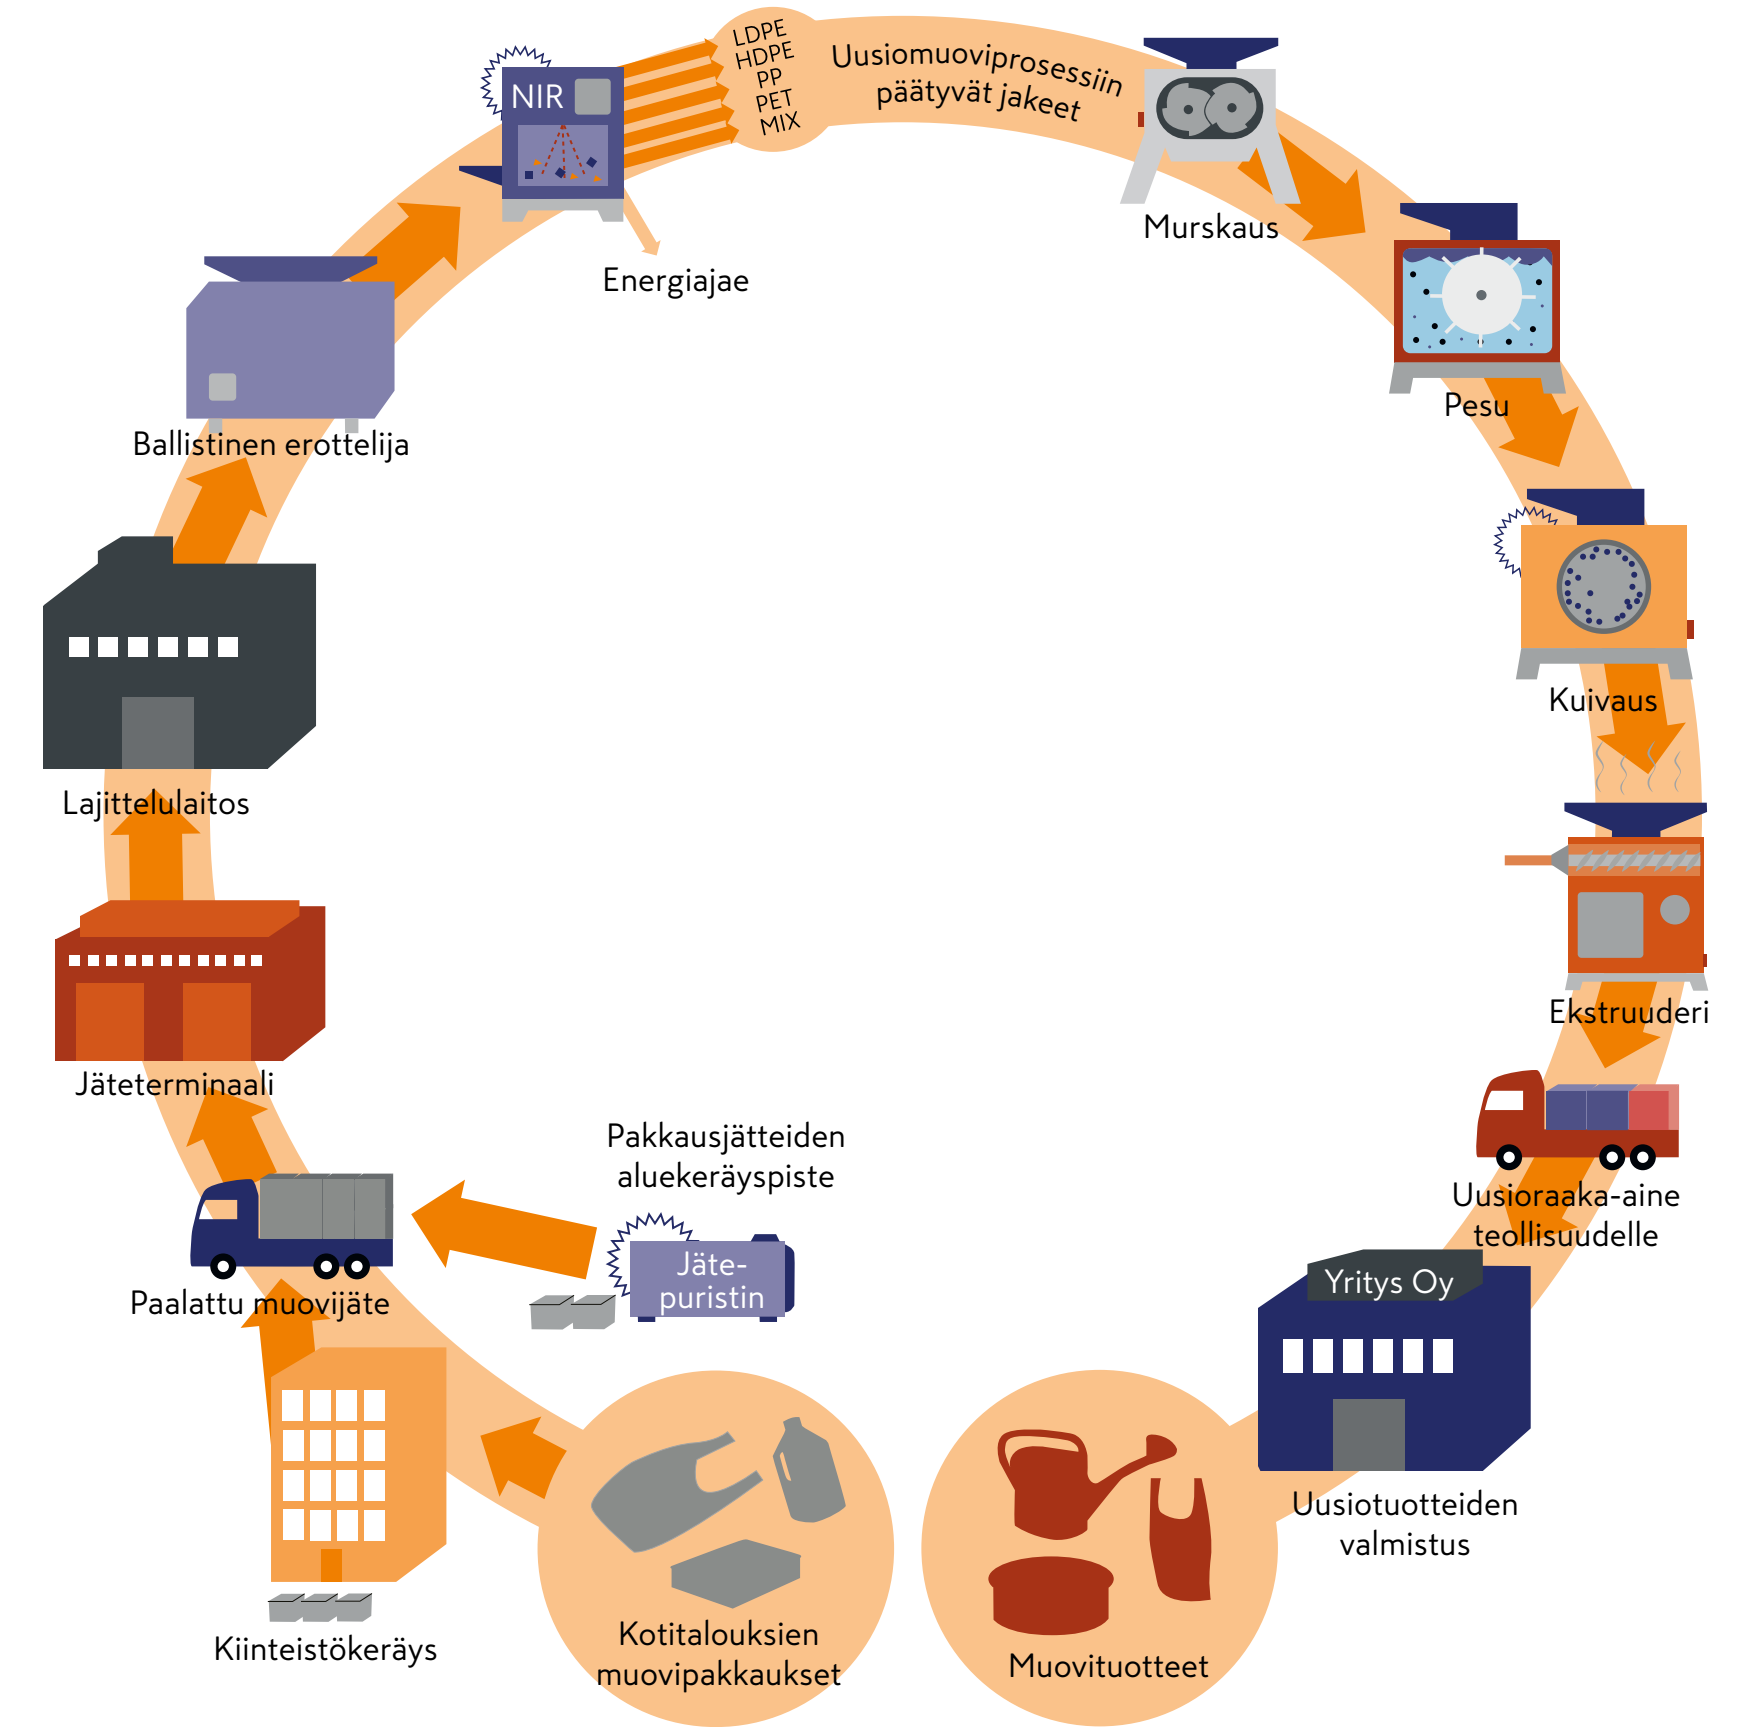 LDPE
HDPE
PP
PET
MIX
Uusiomuoviprosessiin
päätyvät jakeet
NIR
Energiajae
Murskaus
Pesu
Ballistinen erottelija
Kuivaus
Lajittelulaitos
Ekstruuderi
Jäteterminaali
Pakkausjätteiden
aluekeräyspiste
Jäte-
puristin
Uusioraaka-aine
teollisuudelle
Paalattu muovijäte
Yritys Oy
Uusiotuotteiden
valmistus
Kiinteistökeräys
Kotitalouksien
muovipakkaukset
Muovituotteet